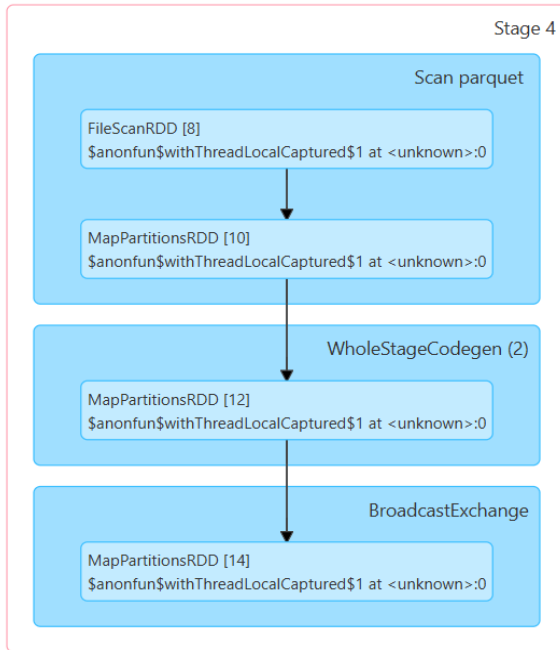 Stage 4
Scan parquet
FileScanRDD [8]
$anonfun$withThreadLocalCaptured$1 at <unknown>:0
MapPartitionsRDD [10]
$anonfun$withThreadLocalCaptured$1 at <unknown>:0
WholeStageCodegen (2)
MapPartitionsRDD [12]
$anonfun$withThreadLocalCaptured$1 at <unknown>:0
BroadcastExchange
MapPartitionsRDD [14]
$anonfun$withThreadLocalCaptured$1 at <unknown>:0